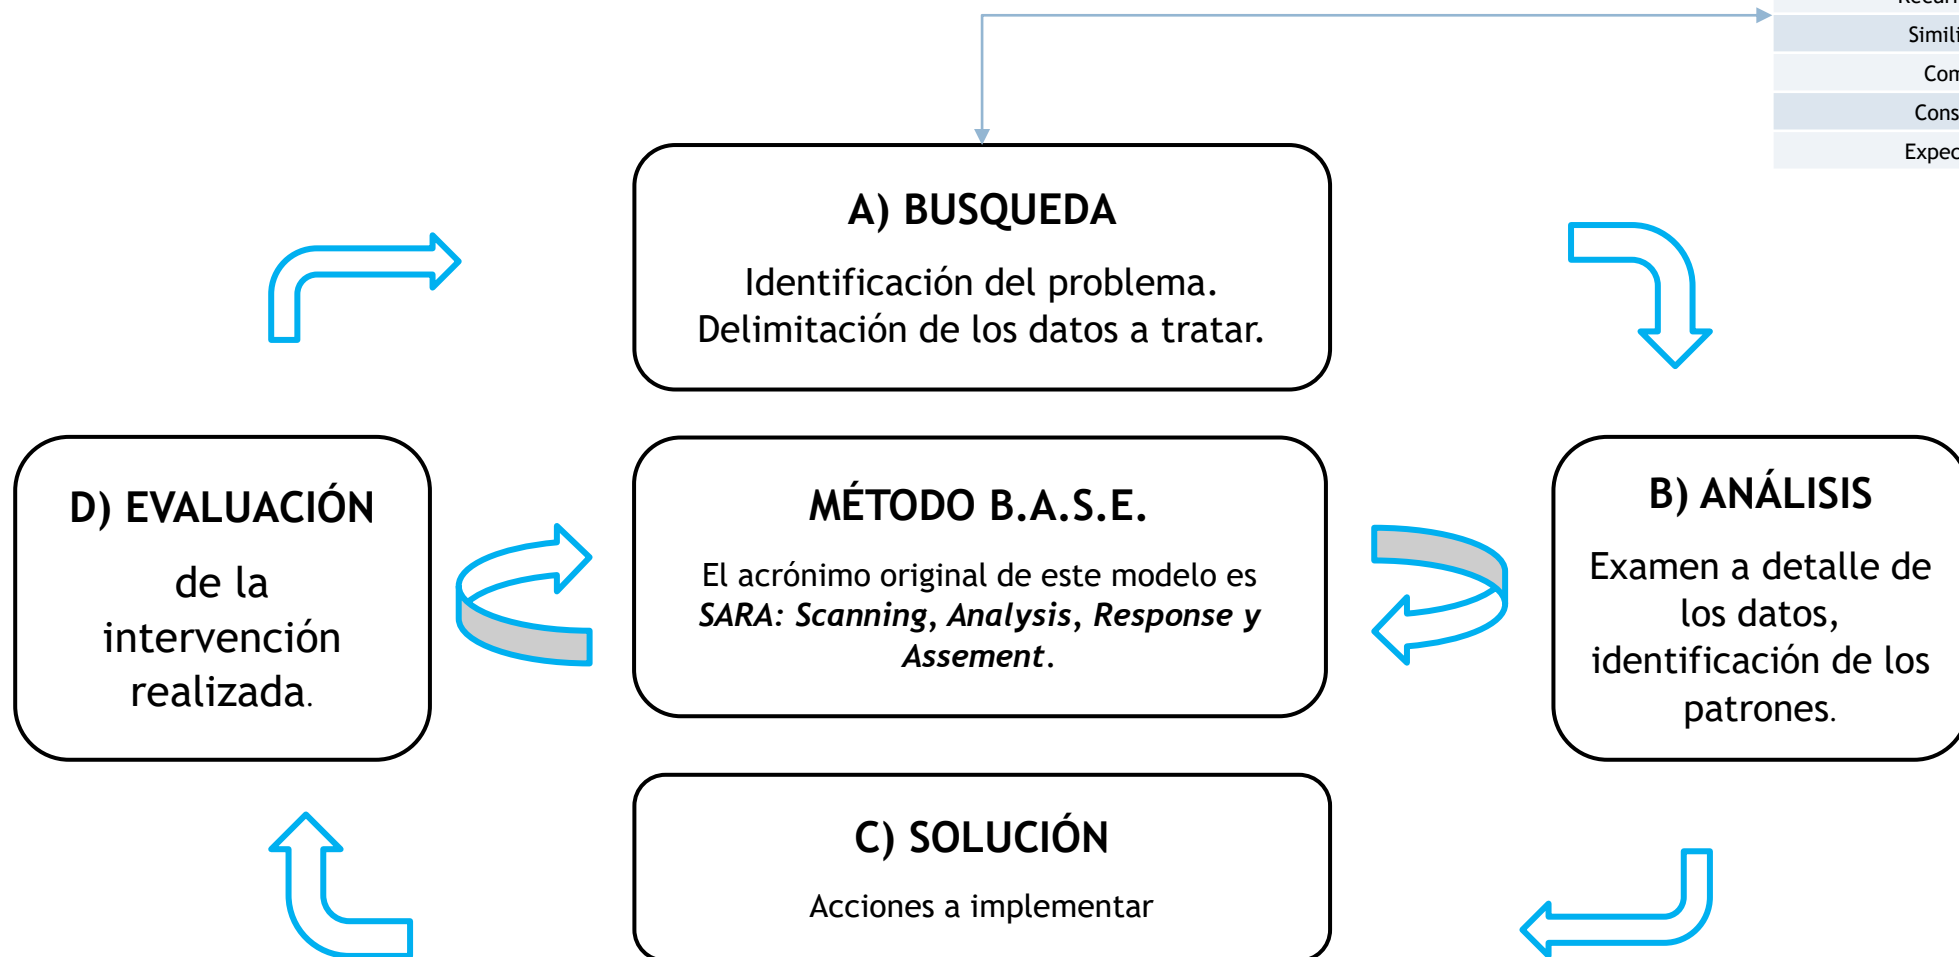 A) BUSQUEDA
Identificación del problema.
Delimitación de los datos a tratar.
D) EVALUACIÓN
de la
intervención
realizada.
MÉTODO B.A.S.E.
El acrónimo original de este modelo es
SARA: Scanning, Analysis, Response y
Assement.
B) ANÁLISIS
Examen a detalle de
los datos,
identificación de los
patrones.
C) SOLUCIÓN
Acciones a implementar